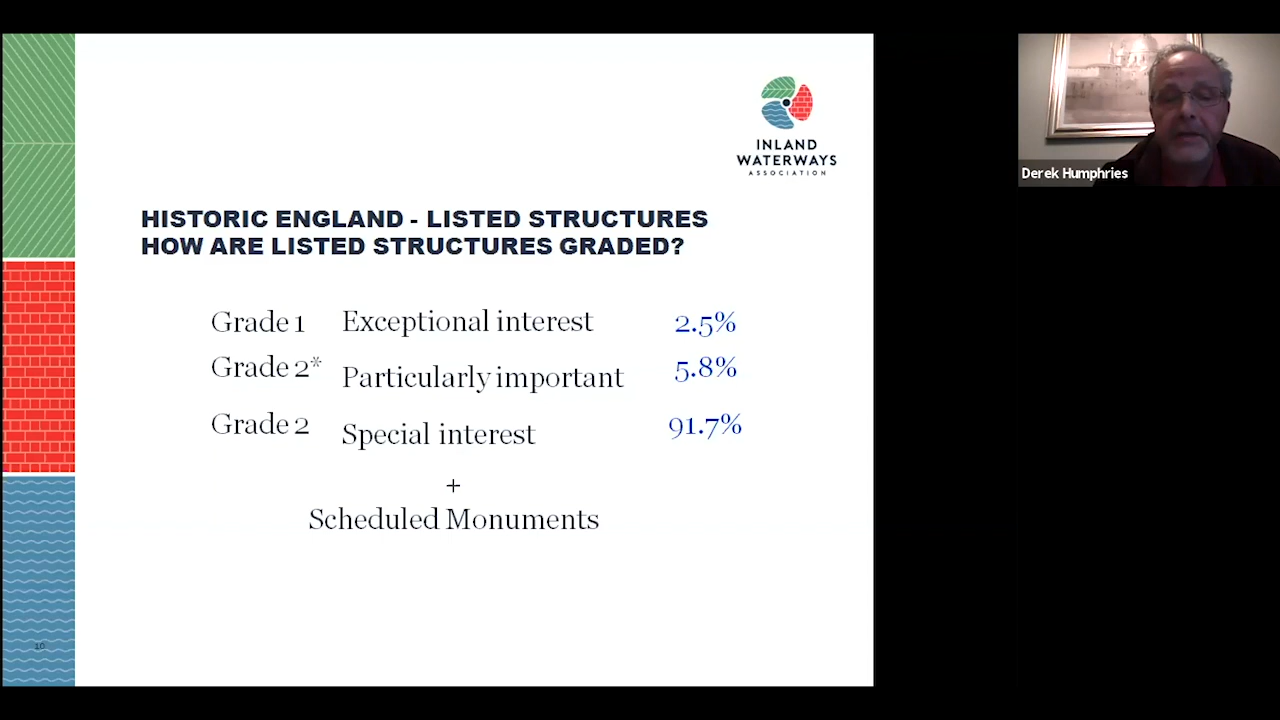 INLAND
WATERWAYS
ASSOCIATION
Derek Humphries
HISTORIC ENGLAND - LISTED STRUCTURES
HOW ARE LISTED STRUCTURES GRADED?
Grade 1 Exceptional interest 2.5%
Grade 2* Particularly important 5.8%
Grade 2 Special interest 91.7%
+
Scheduled Monuments
10